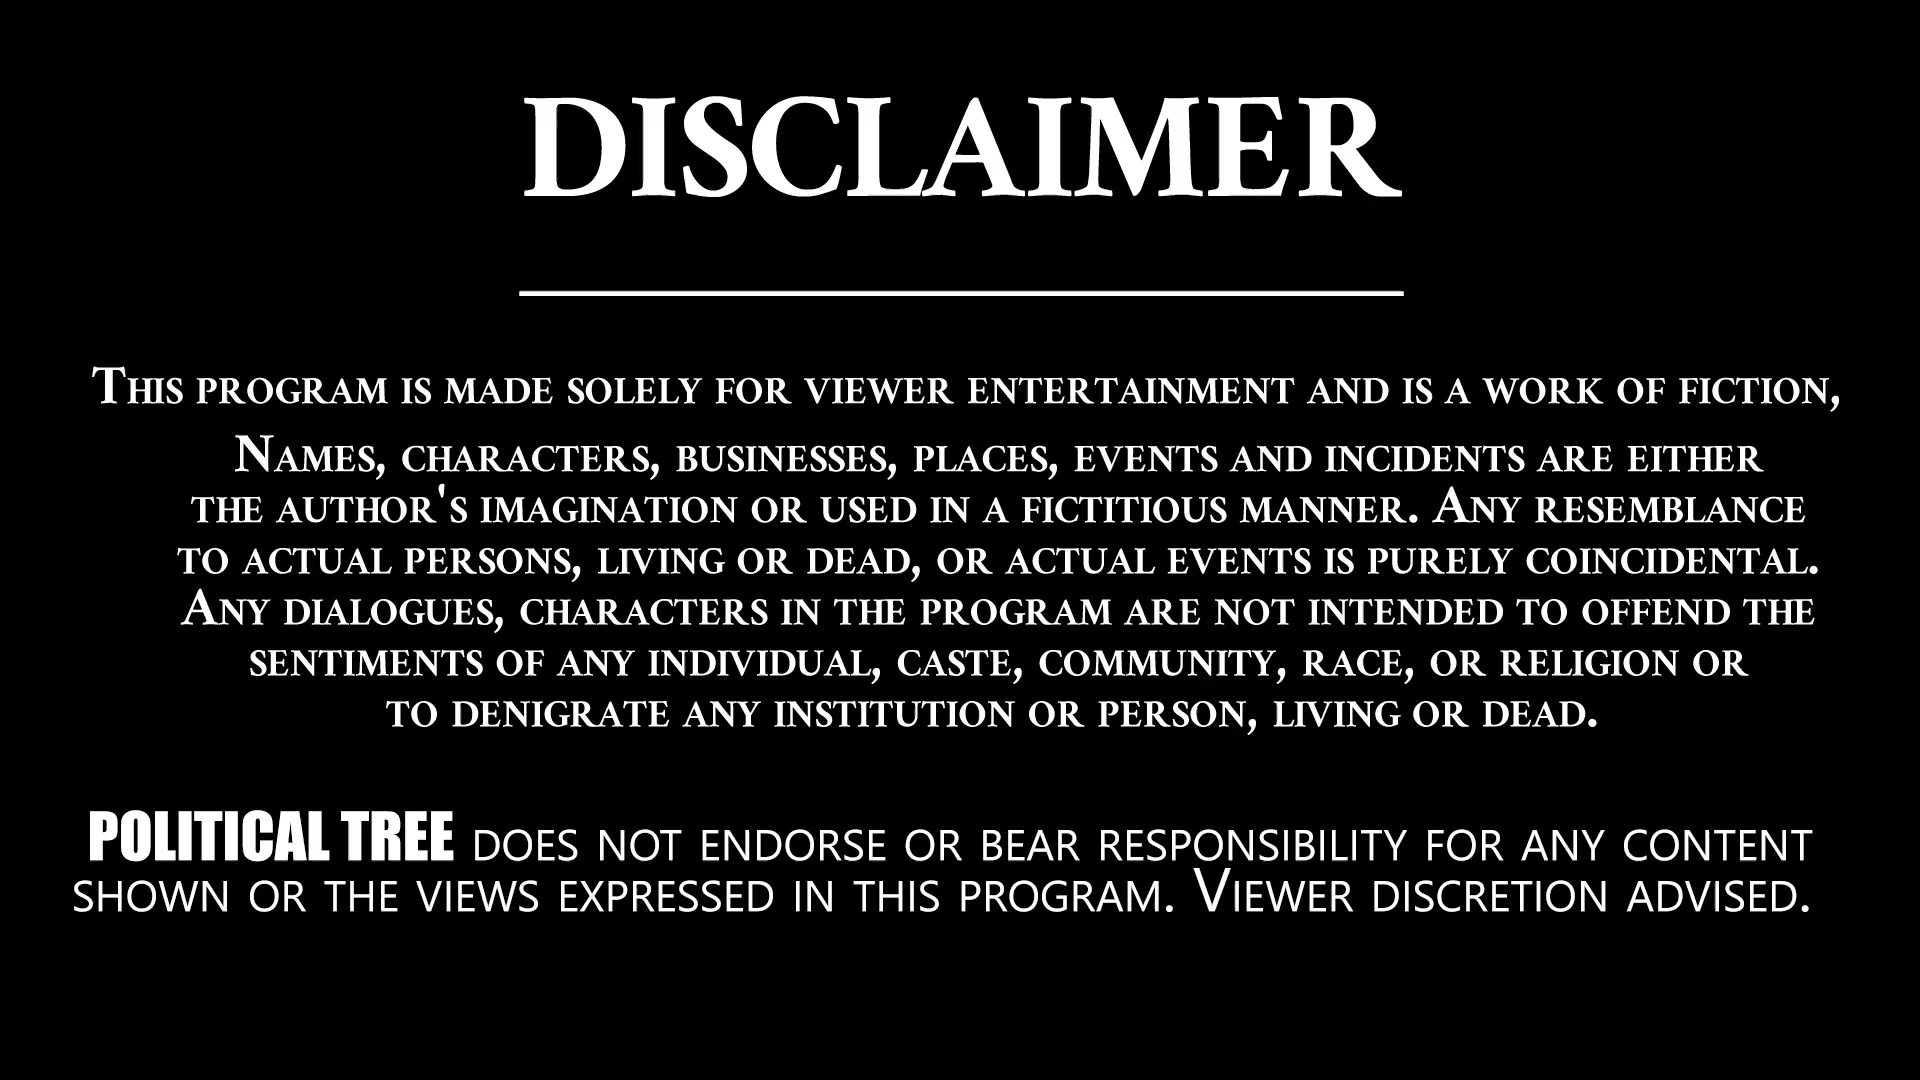 DISCLAIMER
This program is made solely for viewer entertainment and is a work of fiction,
Names, characters, businesses, places, events and incidents are either
the author's imagination or used in a fictitious manner. Any resemblance
to actual persons, living or dead, or actual events is purely coincidental.
Any dialogues, characters in the program are not intended to offend the
sentiments of any individual, caste, community, race, or religion or
to denigrate any institution or person, living or dead.
POLITICAL TREE does not endorse or bear responsibility for any content
shown or the views expressed in this program. Viewer discretion advised.